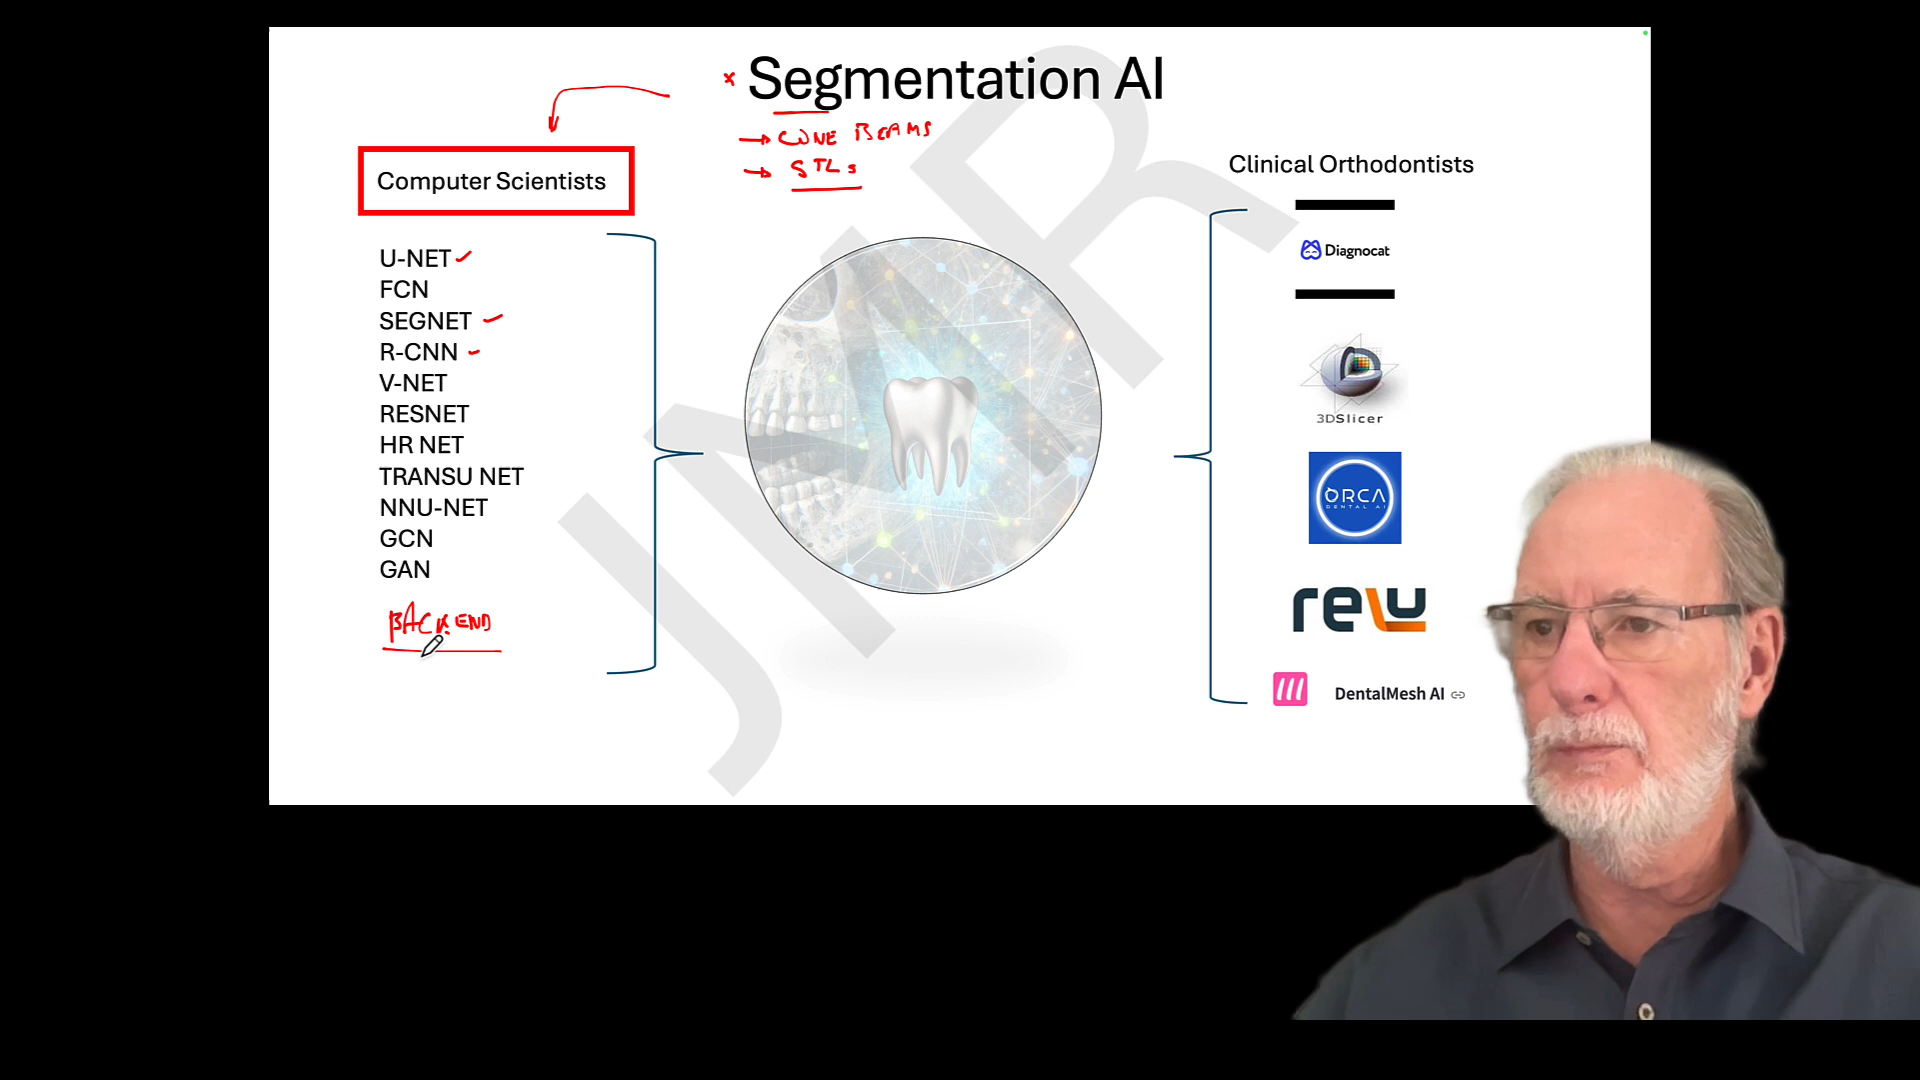 Segmentation AI
→ CONE BEAMS
→ STLs
Computer Scientists
U-NET
FCN
SEGNET
R-CNN
V-NET
RESNET
HR NET
TRANSU NET
NNU-NET
GCN
GAN
BACKEND
JMR
Clinical Orthodontists
Diagnocat
3DSlicer
ORCA
DENTAL AI
relu
DentalMesh AI